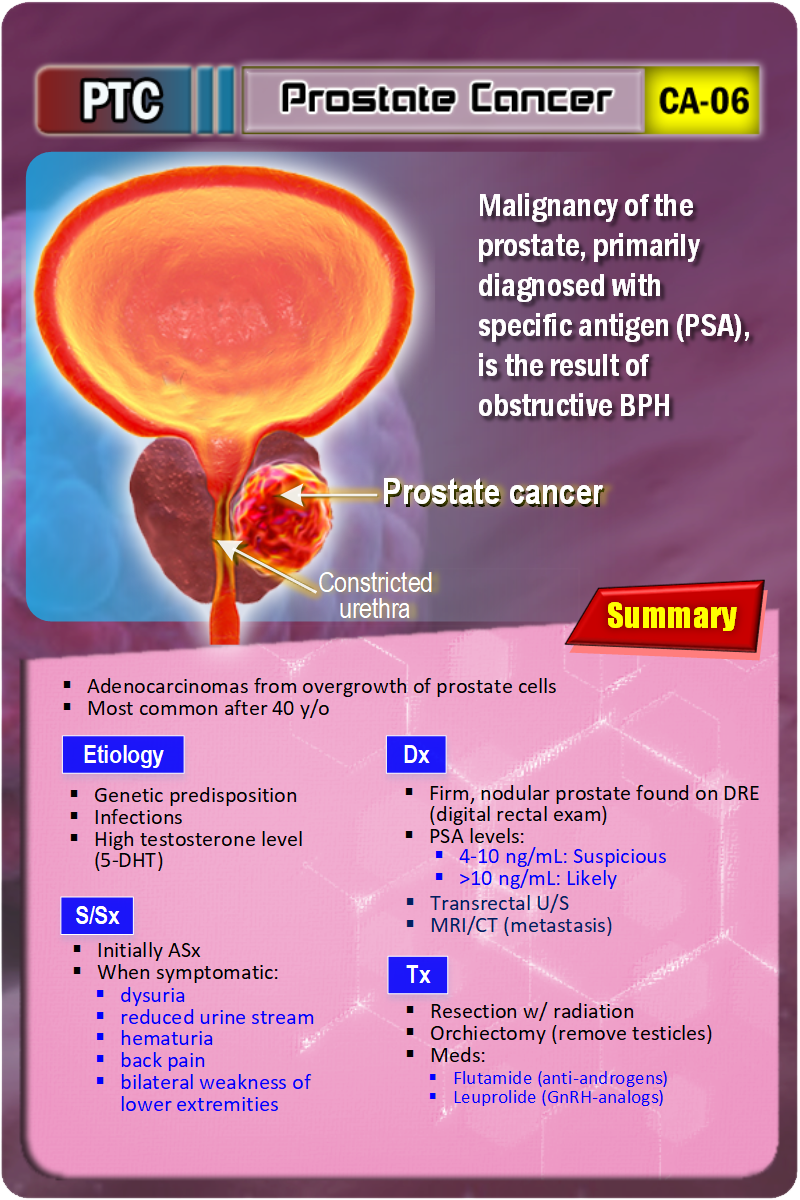 PTC
Prostate Cancer
CA-06
Malignancy of the
prostate, primarily
diagnosed with
specific antigen (PSA),
is the result of
obstructive BPH
Prostate cancer
Constricted
urethra
Summary
▪ Adenocarcinomas from overgrowth of prostate cells
▪ Most common after 40 y/o
Etiology
▪ Genetic predisposition
▪ Infections
▪ High testosterone level
(5-DHT)
S/Sx
▪ Initially ASx
▪ When symptomatic:
▪ dysuria
▪ reduced urine stream
▪ hematuria
▪ back pain
▪ bilateral weakness of
lower extremities
Dx
▪ Firm, nodular prostate found on DRE
(digital rectal exam)
▪ PSA levels:
▪ 4-10 ng/mL: Suspicious
▪ >10 ng/mL: Likely
▪ Transrectal U/S
▪ MRI/CT (metastasis)
Tx
▪ Resection w/ radiation
▪ Orchiectomy (remove testicles)
▪ Meds:
▪ Flutamide (anti-androgens)
▪ Leuprolide (GnRH-analogs)